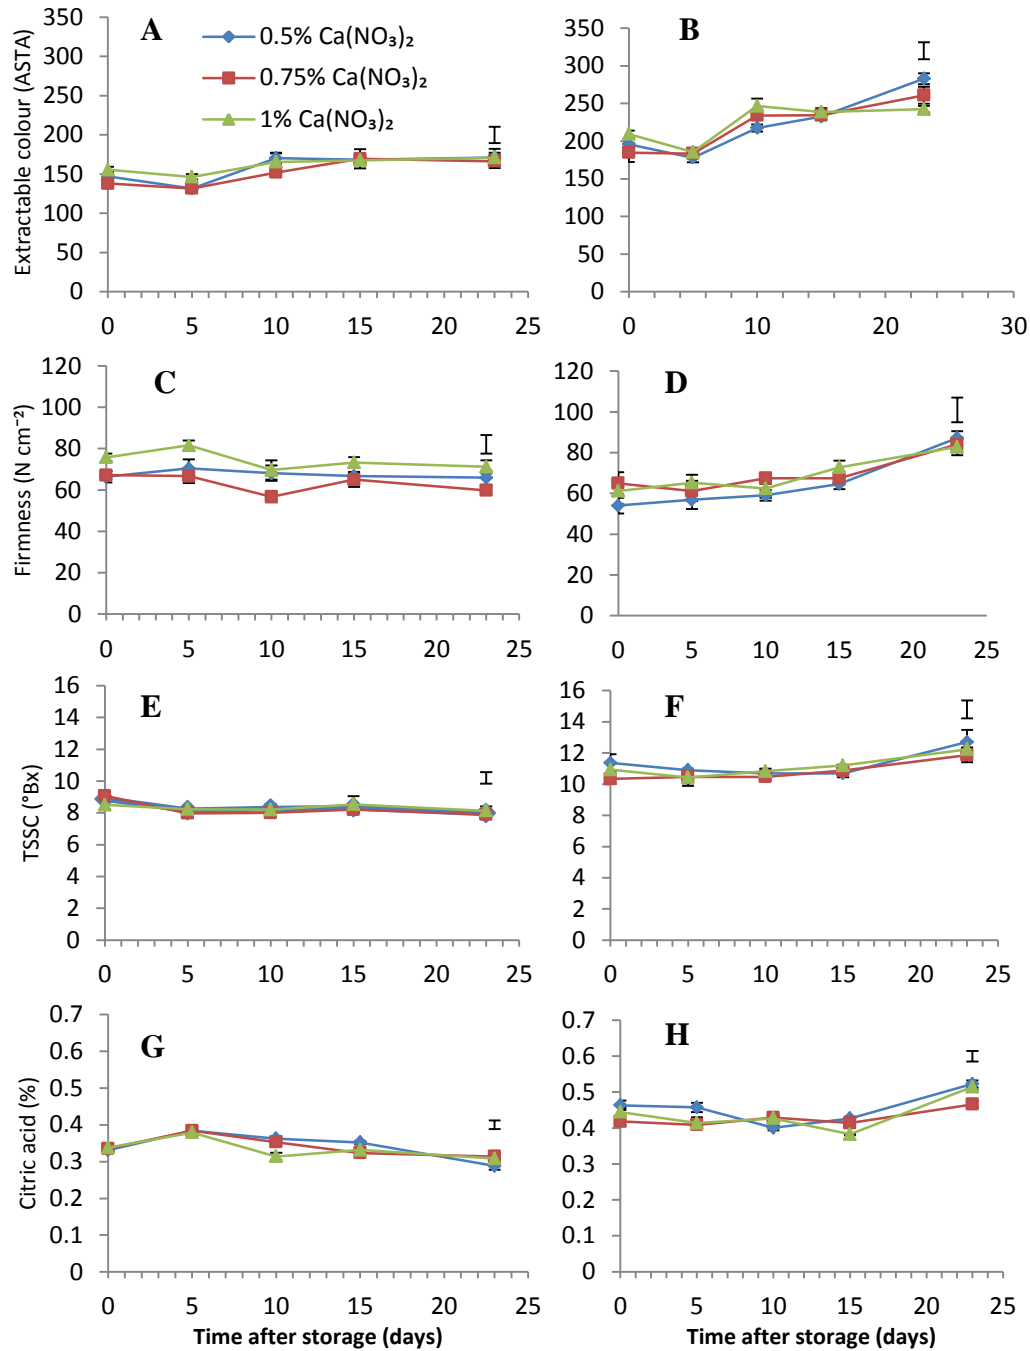 A
0.5% Ca(NO₃)₂
0.75% Ca(NO₃)₂
1% Ca(NO₃)₂
Extractable colour (ASTA)
350
300
250
200
150
100
50
0
0 5 10 15 20 25
B
350
300
250
200
150
100
50
0
0 10 20 30
C
Firmness (N cm⁻²)
120
100
80
60
40
20
0
0 5 10 15 20 25
D
120
100
80
60
40
20
0
0 5 10 15 20 25
E
TSSC (°Bx)
16
14
12
10
8
6
4
2
0
0 5 10 15 20 25
F
16
14
12
10
8
6
4
2
0
0 5 10 15 20 25
G
Citric acid (%)
0.7
0.6
0.5
0.4
0.3
0.2
0.1
0
0 5 10 15 20 25
Time after storage (days)
H
0.7
0.6
0.5
0.4
0.3
0.2
0.1
0
0 5 10 15 20 25
Time after storage (days)